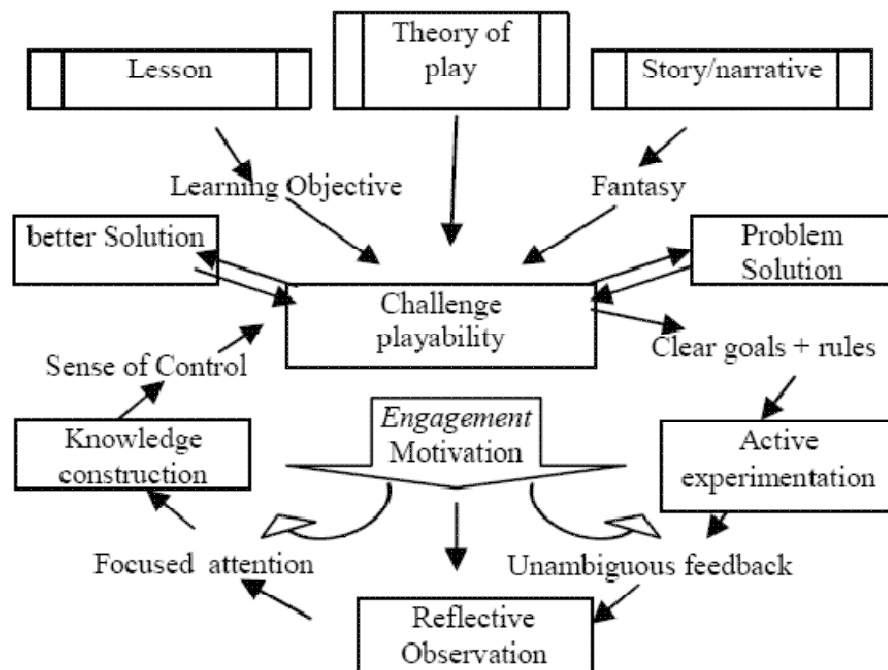 Lesson
Theory of
play
Story/narrative
Learning Objective
Fantasy
better Solution
Problem
Solution
Challenge
playability
Sense of Control
Clear goals + rules
Knowledge
construction
Engagement
Motivation
Active
experimentation
Focused attention
Unambiguous feedback
Reflective
Observation